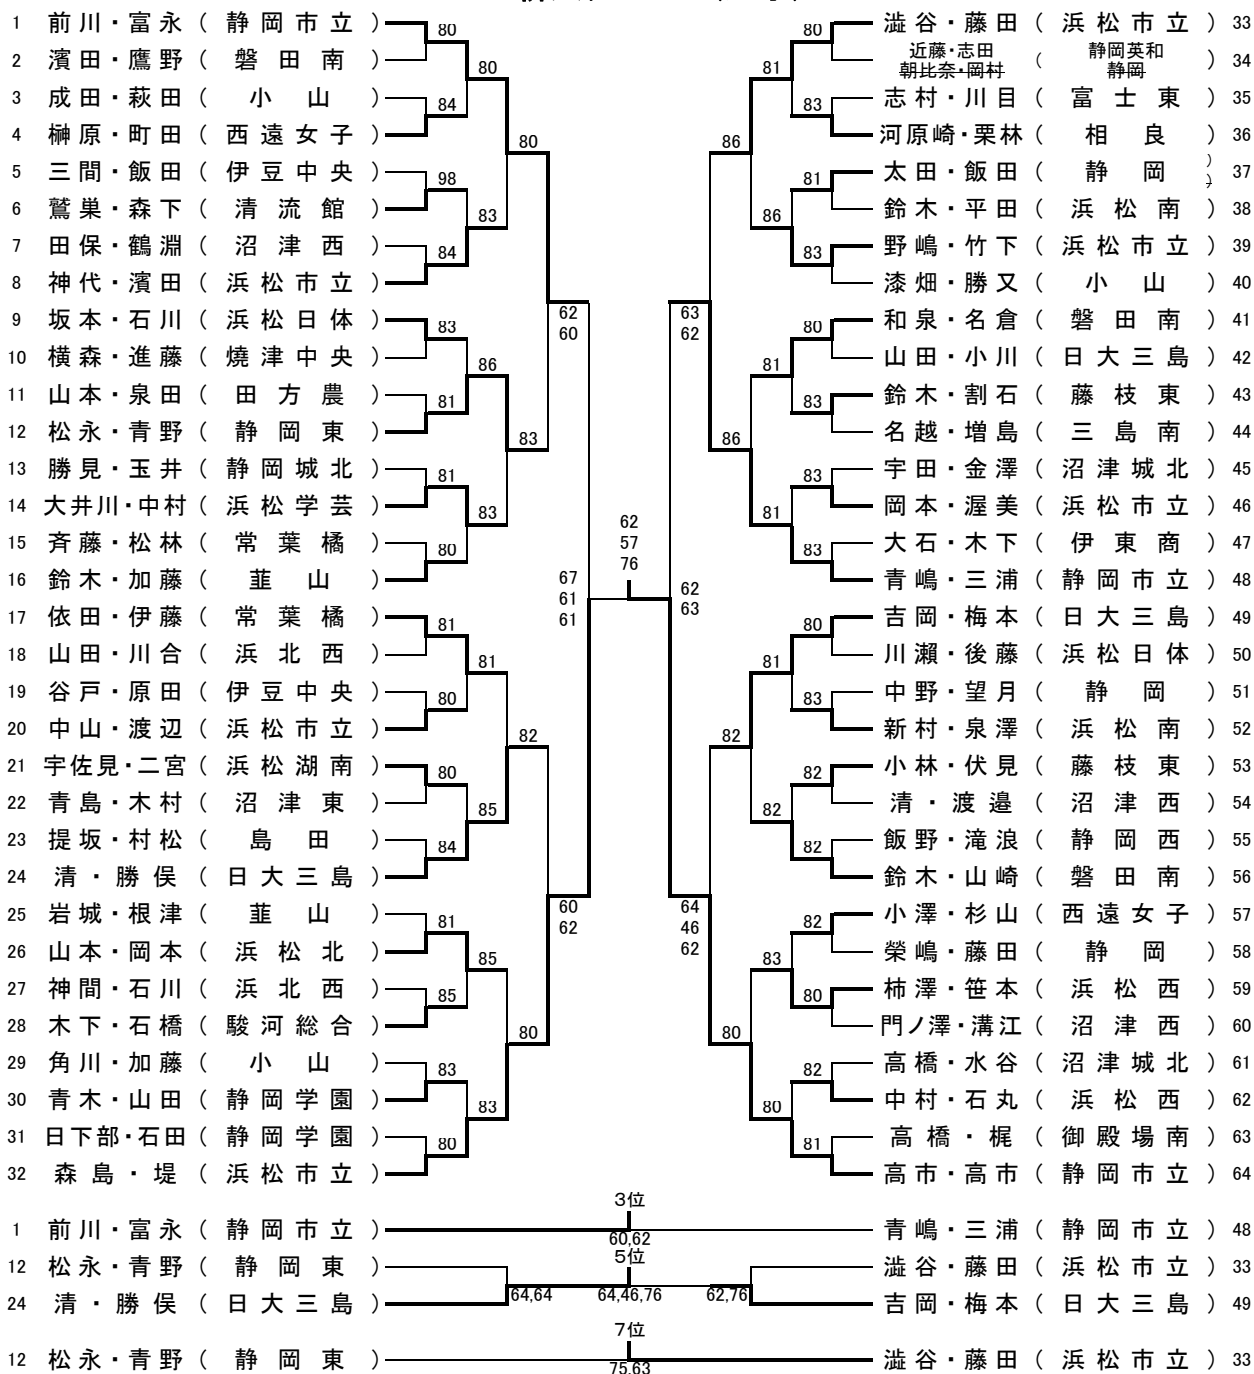 1 前川・富永 ( 静岡市立 )
2 濱田・鷹野 ( 磐田南 )
3 成田・萩田 ( 小山 )
4 榊原・町田 ( 西遠女子 )
5 三間・飯田 ( 伊豆中央 )
6 鷲巣・森下 ( 清流館 )
7 田保・鶴淵 ( 沼津西 )
8 神代・濱田 ( 浜松市立 )
9 坂本・石川 ( 浜松日体 )
10 横森・進藤 ( 焼津中央 )
11 山本・泉田 ( 田方農 )
12 松永・青野 ( 静岡東 )
13 勝見・玉井 ( 静岡城北 )
14 大井川・中村 ( 浜松学芸 )
15 斉藤・松林 ( 常葉橘 )
16 鈴木・加藤 ( 韮山 )
17 依田・伊藤 ( 常葉橘 )
18 山田・川合 ( 浜北西 )
19 谷戸・原田 ( 伊豆中央 )
20 中山・渡辺 ( 浜松市立 )
21 宇佐見・二宮 ( 浜松湖南 )
22 青島・木村 ( 沼津東 )
23 提坂・村松 ( 島田 )
24 清・勝俣 ( 日大三島 )
25 岩城・根津 ( 韮山 )
26 山本・岡本 ( 浜松北 )
27 神間・石川 ( 浜北西 )
28 木下・石橋 ( 駿河総合 )
29 角川・加藤 ( 小山 )
30 青木・山田 ( 静岡学園 )
31 日下部・石田 ( 静岡学園 )
32 森島・堤 ( 浜松市立 )
80
84
98
84
83
81
81
80
81
80
80
84
81
85
83
80
80
83
86
83
81
85
85
83
80
83
82
80
62
60
60
62
67
61
61
62
57
76
62
63
63
62
64
46
62
86
86
82
80
81
86
81
81
81
82
83
80
80
83
81
83
80
83
83
83
80
83
82
82
82
80
82
81
澁谷・藤田 ( 浜松市立 ) 33
近藤・志田 ( 静岡英和 ) 34
朝比奈・岡村 静岡
志村・川目 ( 富士東 ) 35
河原崎・栗林 ( 相良 ) 36
太田・飯田 ( 静岡 ) 37
鈴木・平田 ( 浜松南 ) 38
野嶋・竹下 ( 浜松市立 ) 39
漆畑・勝又 ( 小山 ) 40
和泉・名倉 ( 磐田南 ) 41
山田・小川 ( 日大三島 ) 42
鈴木・割石 ( 藤枝東 ) 43
名越・増島 ( 三島南 ) 44
宇田・金澤 ( 沼津城北 ) 45
岡本・渥美 ( 浜松市立 ) 46
大石・木下 ( 伊東商 ) 47
青嶋・三浦 ( 静岡市立 ) 48
吉岡・梅本 ( 日大三島 ) 49
川瀬・後藤 ( 浜松日体 ) 50
中野・望月 ( 静岡 ) 51
新村・泉澤 ( 浜松南 ) 52
小林・伏見 ( 藤枝東 ) 53
清・渡邉 ( 沼津西 ) 54
飯野・滝浪 ( 静岡西 ) 55
鈴木・山崎 ( 磐田南 ) 56
小澤・杉山 ( 西遠女子 ) 57
榮嶋・藤田 ( 静岡 ) 58
柿澤・笹本 ( 浜松西 ) 59
門ノ澤・溝江 ( 沼津西 ) 60
高橋・水谷 ( 沼津城北 ) 61
中村・石丸 ( 浜松西 ) 62
高橋・梶 ( 御殿場南 ) 63
高市・高市 ( 静岡市立 ) 64
3位
1 前川・富永 ( 静岡市立 ) 60,62 青嶋・三浦 ( 静岡市立 ) 48
5位
12 松永・青野 ( 静岡東 ) 澁谷・藤田 ( 浜松市立 ) 33
64,64 64,46,76 62,76
24 清・勝俣 ( 日大三島 ) 吉岡・梅本 ( 日大三島 ) 49
7位
12 松永・青野 ( 静岡東 ) 75,63 澁谷・藤田 ( 浜松市立 ) 33